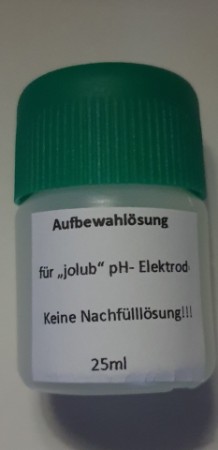 Aufbewahlösung
für „jolub“ pH- Elektrod
Keine Nachfülllösung!!!
25ml